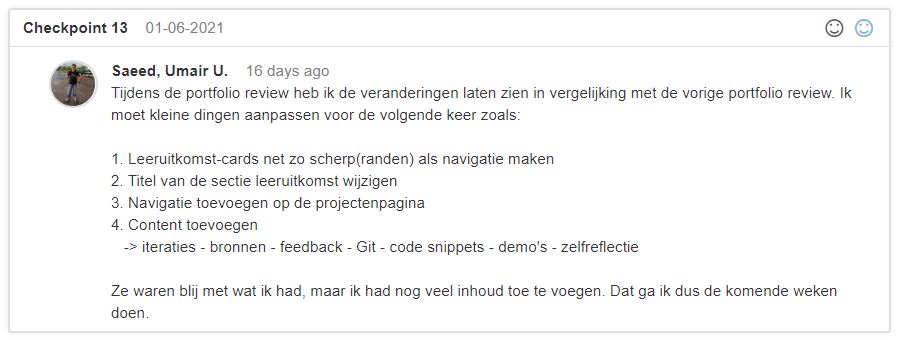 Checkpoint 13 01-06-2021
Saeed, Umair U. 16 days ago
Tijdens de portfolio review heb ik de veranderingen laten zien in vergelijking met de vorige portfolio review. Ik
moet kleine dingen aanpassen voor de volgende keer zoals:
1. Leeruitkomst-cards net zo scherp(randen) als navigatie maken
2. Titel van de sectie leeruitkomst wijzigen
3. Navigatie toevoegen op de projectenpagina
4. Content toevoegen
-> iteraties - bronnen - feedback - Git - code snippets - demo's - zelfreflectie
Ze waren blij met wat ik had, maar ik had nog veel inhoud toe te voegen. Dat ga ik dus de komende weken
doen.